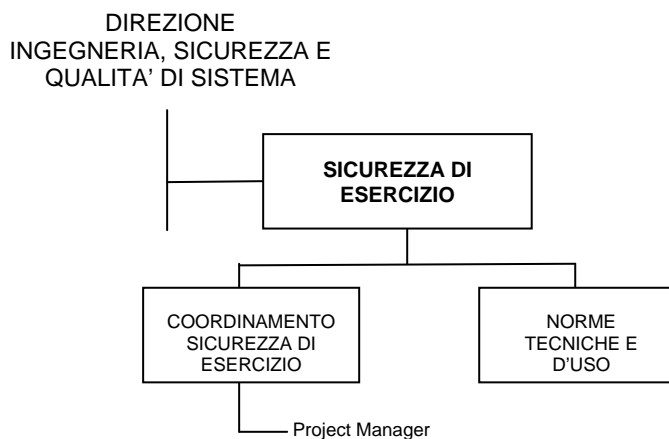 DIREZIONE
INGEGNERIA, SICUREZZA E
QUALITA’ DI SISTEMA
SICUREZZA DI
ESERCIZIO
COORDINAMENTO
SICUREZZA DI
ESERCIZIO
NORME
TECNICHE E
D’USO
Project Manager